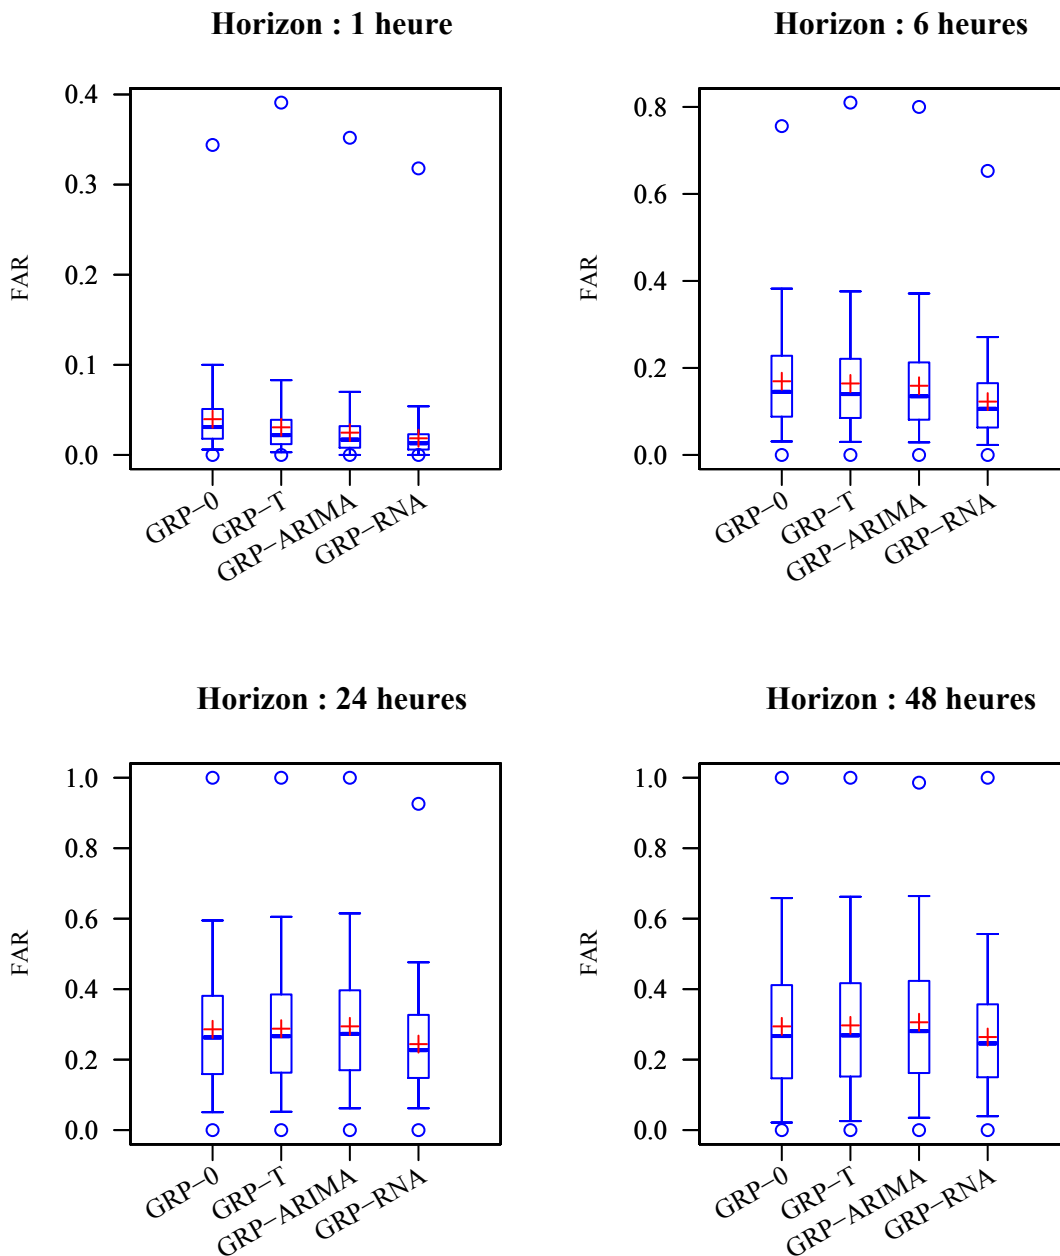 Horizon : 1 heure
FAR
0.4
0.3
0.2
0.1
0.0
GRP−0
GRP−T
GRP−ARIMA
GRP−RNA
Horizon : 6 heures
FAR
0.8
0.6
0.4
0.2
0.0
GRP−0
GRP−T
GRP−ARIMA
GRP−RNA
Horizon : 24 heures
FAR
1.0
0.8
0.6
0.4
0.2
0.0
GRP−0
GRP−T
GRP−ARIMA
GRP−RNA
Horizon : 48 heures
FAR
1.0
0.8
0.6
0.4
0.2
0.0
GRP−0
GRP−T
GRP−ARIMA
GRP−RNA